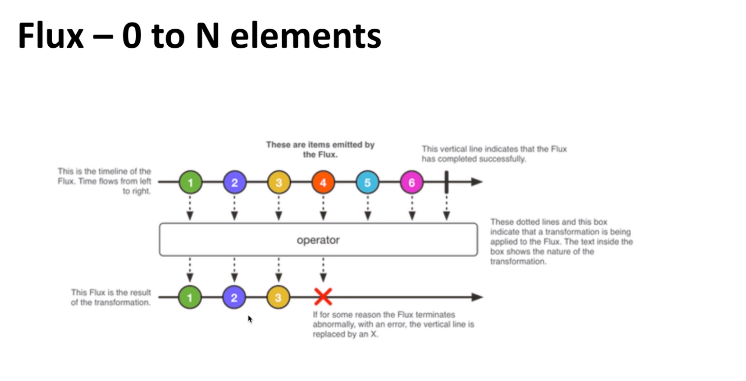 Flux – 0 to N elements
These are items emitted by
the Flux.
This vertical line indicates that the Flux
has completed successfully.
This is the timeline of the
Flux. Time flows from left
to right.
1 2 3 4 5 6
operator
These dotted lines and this box
indicate that a transformation is being
applied to the Flux. The text inside the
box shows the nature of the
transformation.
This Flux is the result
of the transformation.
1 2 3
If for some reason the Flux terminates
abnormally, with an error, the vertical line is
replaced by an X.